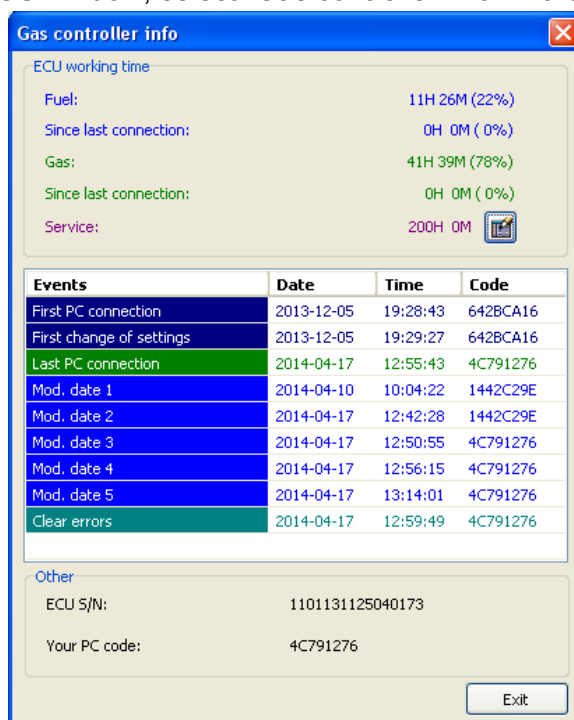 Gas controller info
ECU working time
Fuel: 11H 26M (22%)
Since last connection: 0H 0M ( 0%)
Gas: 41H 39M (78%)
Since last connection: 0H 0M ( 0%)
Service: 200H 0M
Events Date Time Code
First PC connection 2013-12-05 19:28:43 642BCA16
First change of settings 2013-12-05 19:29:27 642BCA16
Last PC connection 2014-04-17 12:55:43 4C791276
Mod. date 1 2014-04-10 10:04:22 1442C29E
Mod. date 2 2014-04-17 12:42:28 1442C29E
Mod. date 3 2014-04-17 12:50:55 4C791276
Mod. date 4 2014-04-17 12:56:15 4C791276
Mod. date 5 2014-04-17 13:14:01 4C791276
Clear errors 2014-04-17 12:59:49 4C791276
Other
ECU S/N: 1101131125040173
Your PC code: 4C791276
Exit